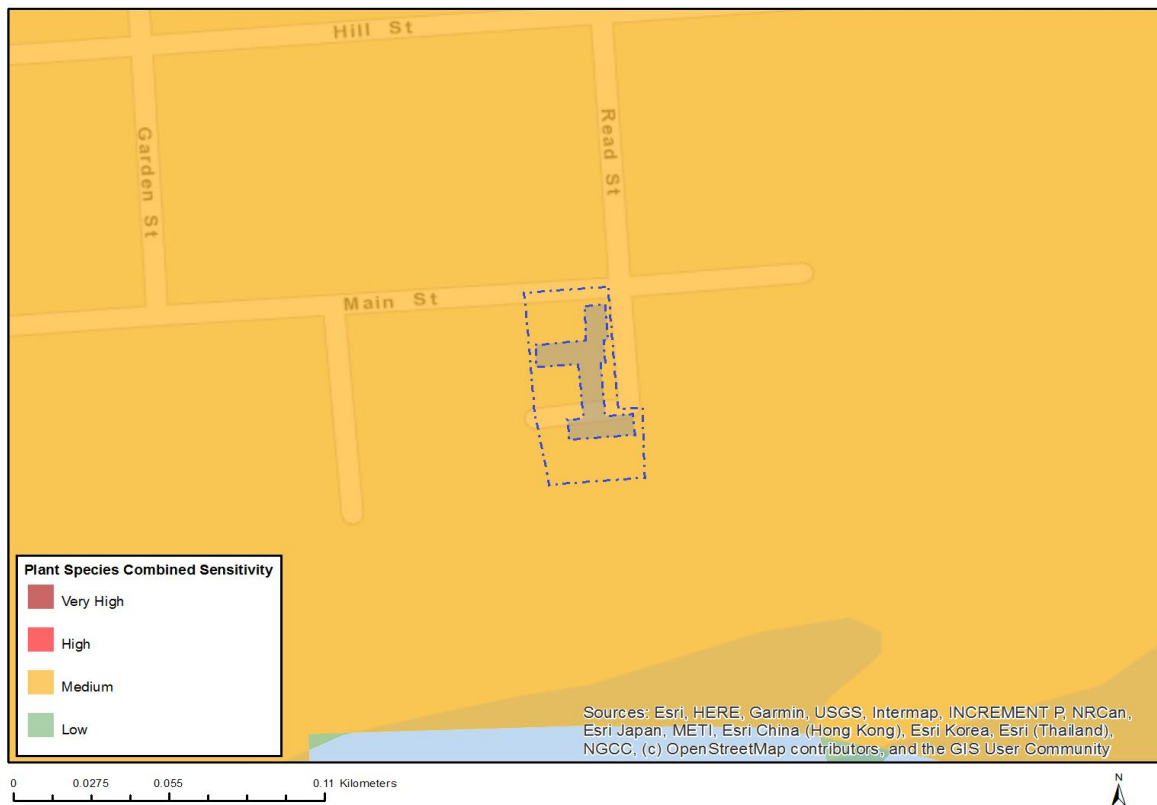 Hill St
Garden St
Read St
Main St
Plant Species Combined Sensitivity
Very High
High
Medium
Low
Sources: Esri, HERE, Garmin, USGS, Intermap, INCREMENT P, NRCan,
Esri Japan, METI, Esri China (Hong Kong), Esri Korea, Esri (Thailand),
NGCC, (c) OpenStreetMap contributors, and the GIS User Community
0 0.0275 0.055 0.11 Kilometers
N